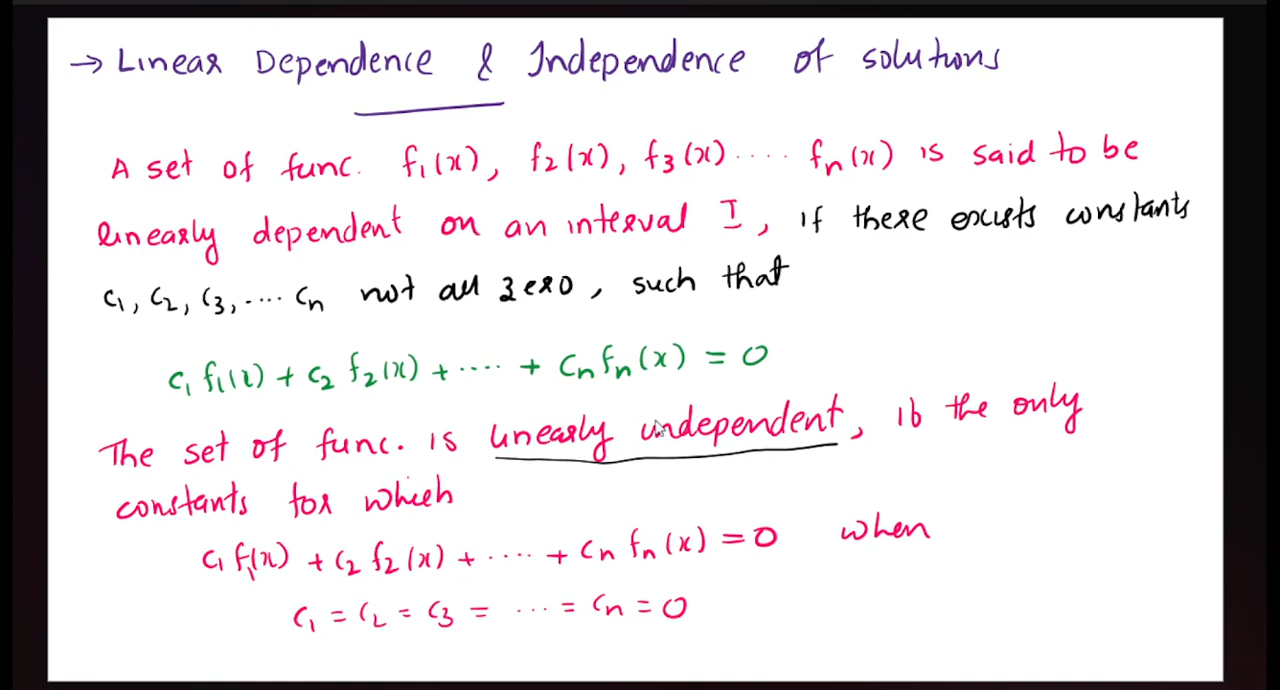 → Linear Dependence & Independence of solutions
A set of func. f₁(x), f₂(x), f₃(x) .... fₙ(x) is said to be
linearly dependent on an interval I, if there exists constants
c₁, c₂, c₃, .... cₙ not all zero, such that
c₁ f₁(x) + c₂ f₂(x) + .... + cₙ fₙ(x) = 0
The set of func. is linearly independent, if the only
constants for which
c₁ f₁(x) + c₂ f₂(x) + .... + cₙ fₙ(x) = 0 when
c₁ = c₂ = c₃ = ... = cₙ = 0